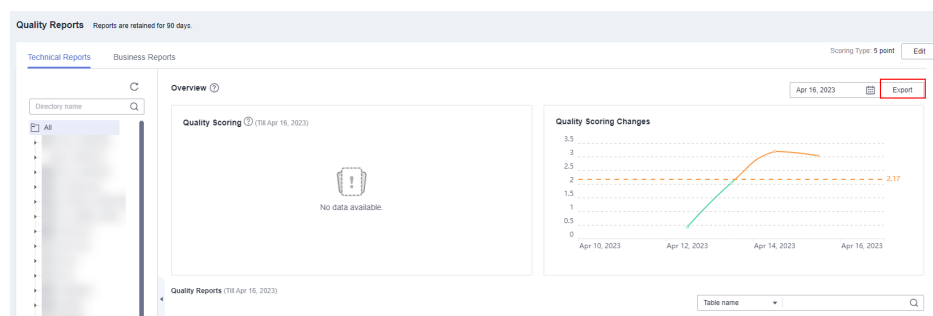 Quality Reports Reports are retained for 90 days.
Technical Reports Business Reports
Scoring Type: 5 point Edit
Overview
Apr 16, 2023 Export
Directory name
All
Quality Scoring (Till Apr 16, 2023)
No data available.
Quality Scoring Changes
3.5
3
2.5
2
2.17
1.5
1
0.5
0
Apr 10, 2023 Apr 12, 2023 Apr 14, 2023 Apr 16, 2023
Quality Reports (Till Apr 16, 2023)
Table name